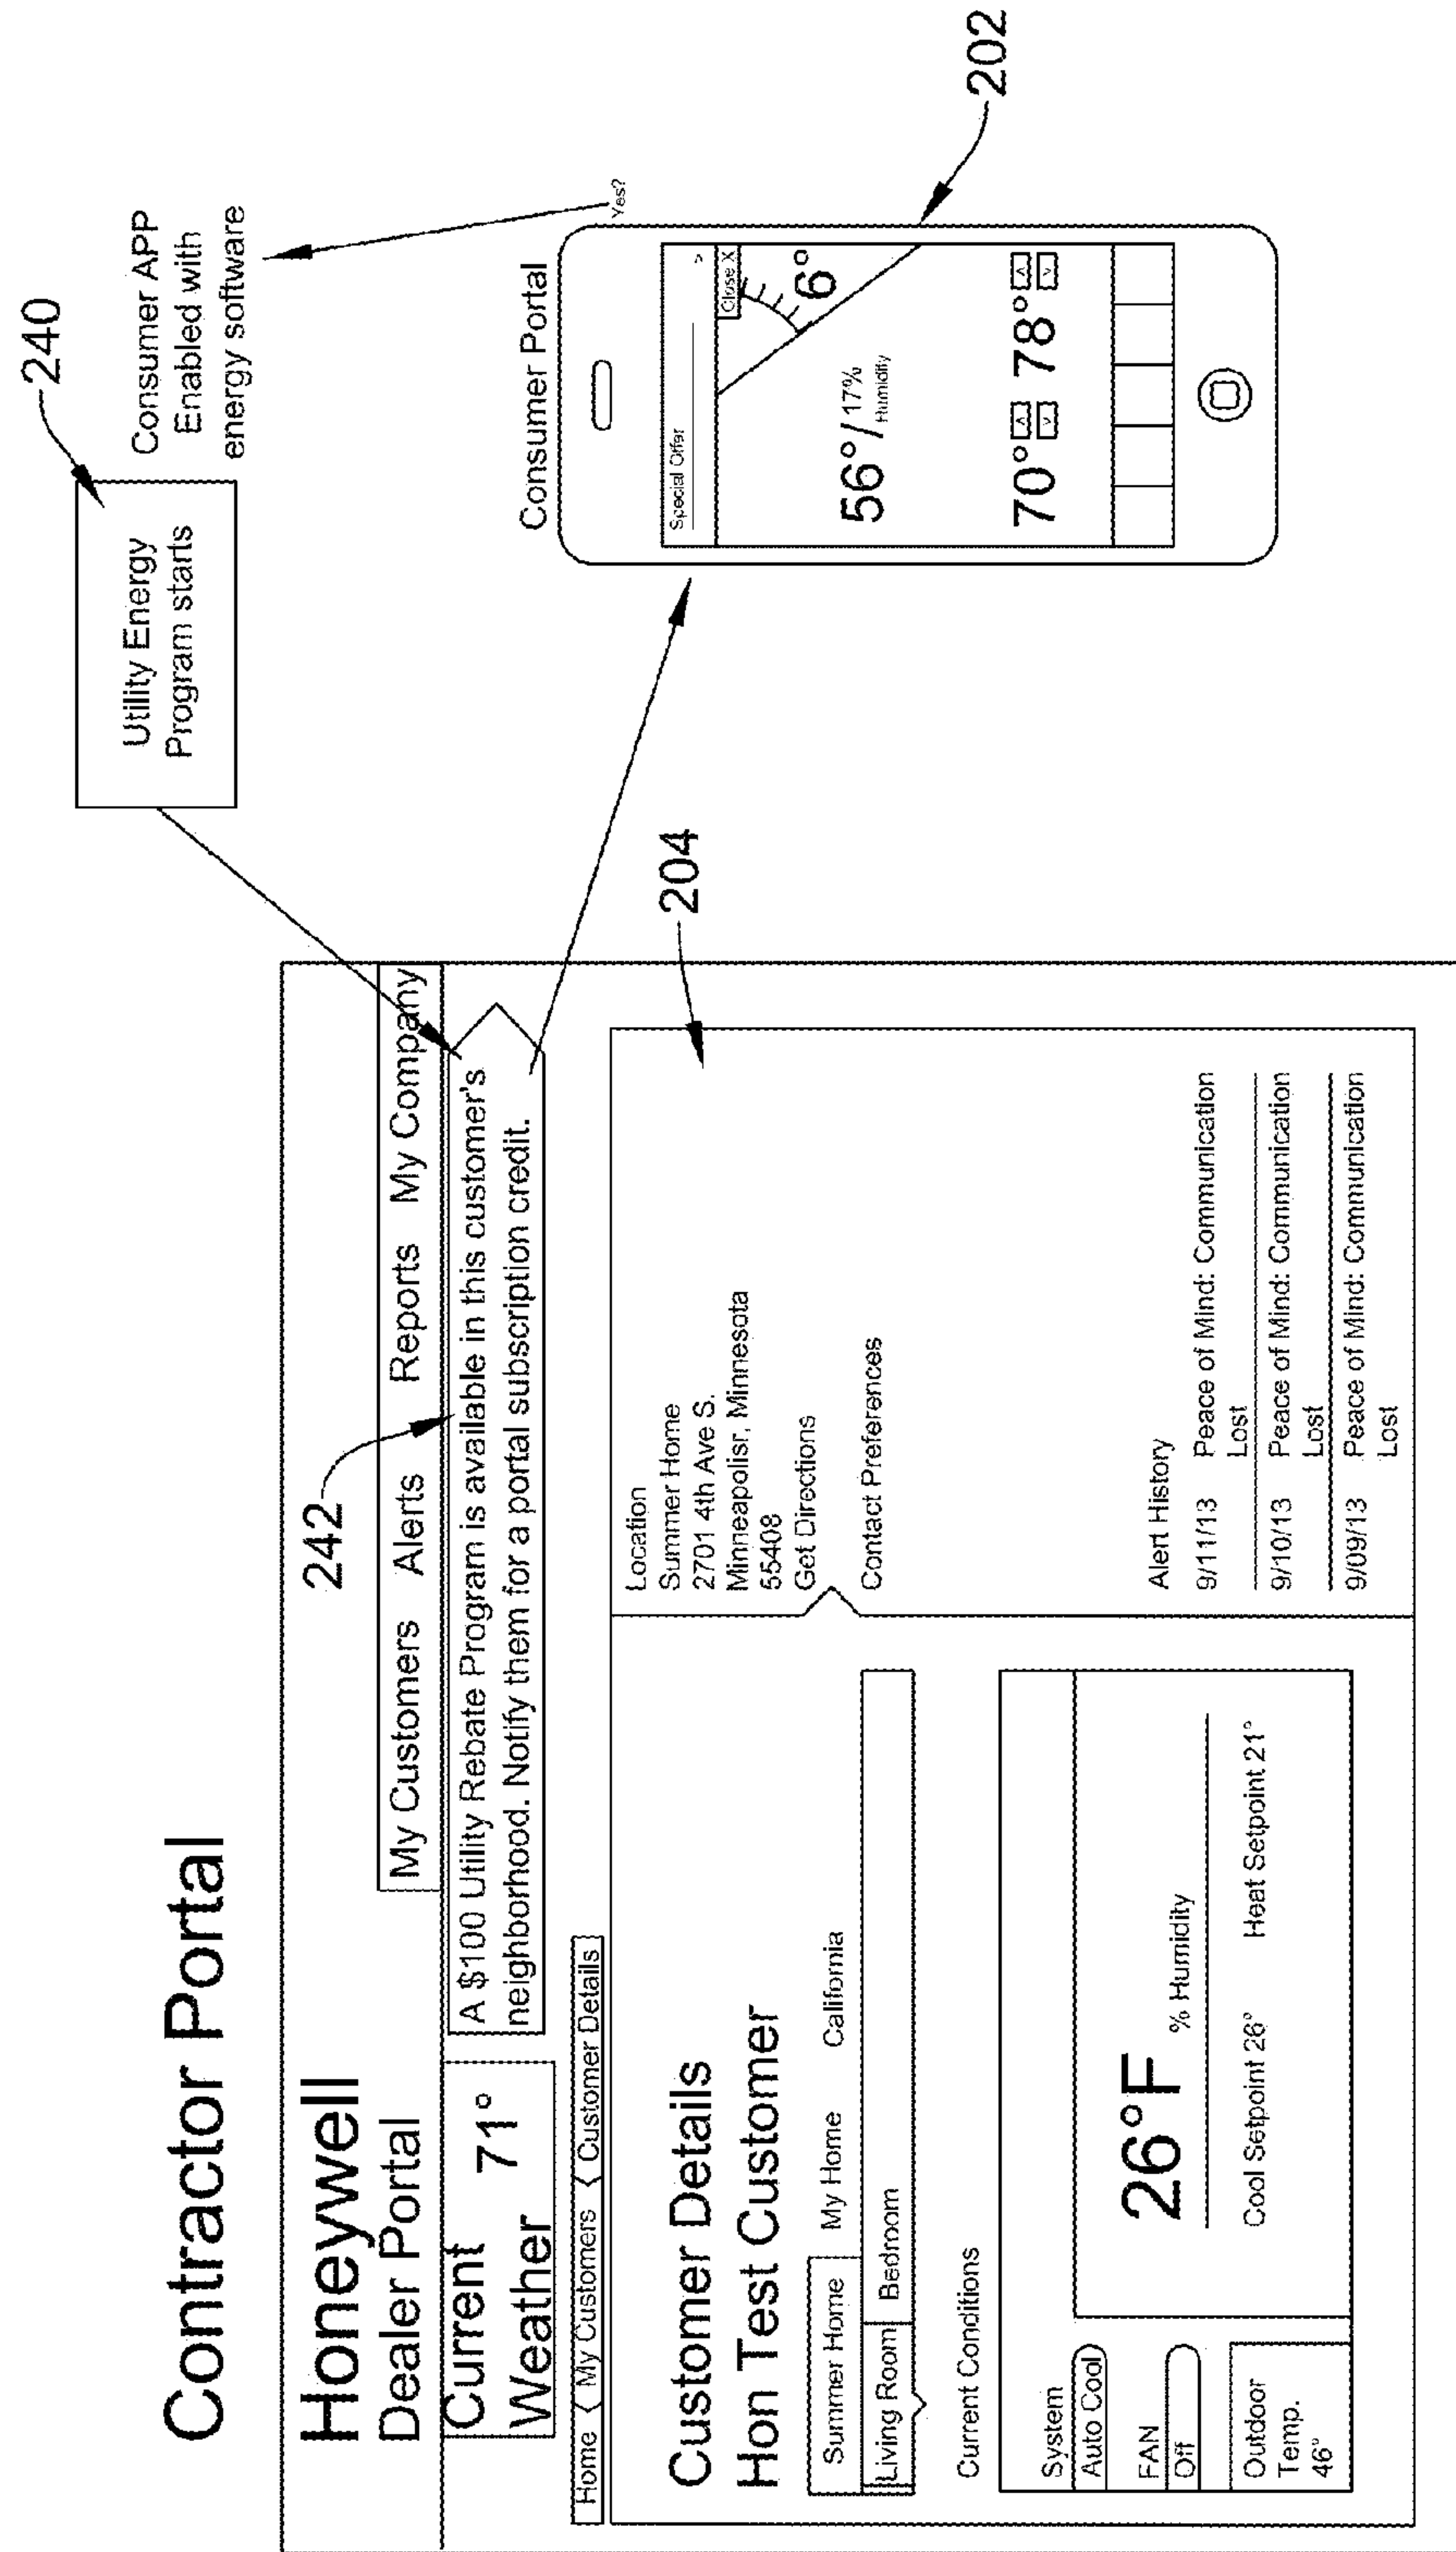 Contractor Portal
Honeywell
Dealer Portal
My Customers Alerts Reports My Company
242
Current 71°
Weather
A $100 Utility Rebate Program is available in this customer's
neighborhood. Notify them for a portal subscription credit.
Home My Customers Customer Details
Customer Details
Hon Test Customer
Summer Home My Home California
Living Room Bedroom
Current Conditions
System
Auto Cool
FAN
Off
Outdoor
Temp.
46°
26°F
% Humidity
Cool Setpoint 26° Heat Setpoint 21°
Location
Summer Home
2701 4th Ave S.
Minneapolisr, Minnesota
55408
Get Directions
Contact Preferences
Alert History
9/11/13 Peace of Mind: Communication
Lost
9/10/13 Peace of Mind: Communication
Lost
9/09/13 Peace of Mind: Communication
Lost
204
240
Utility Energy
Program starts
Consumer APP
Enabled with
energy software
Yes?
Consumer Portal
Special Offer >
Close X
6°
56°/17%
Humidity
70° 78°
202